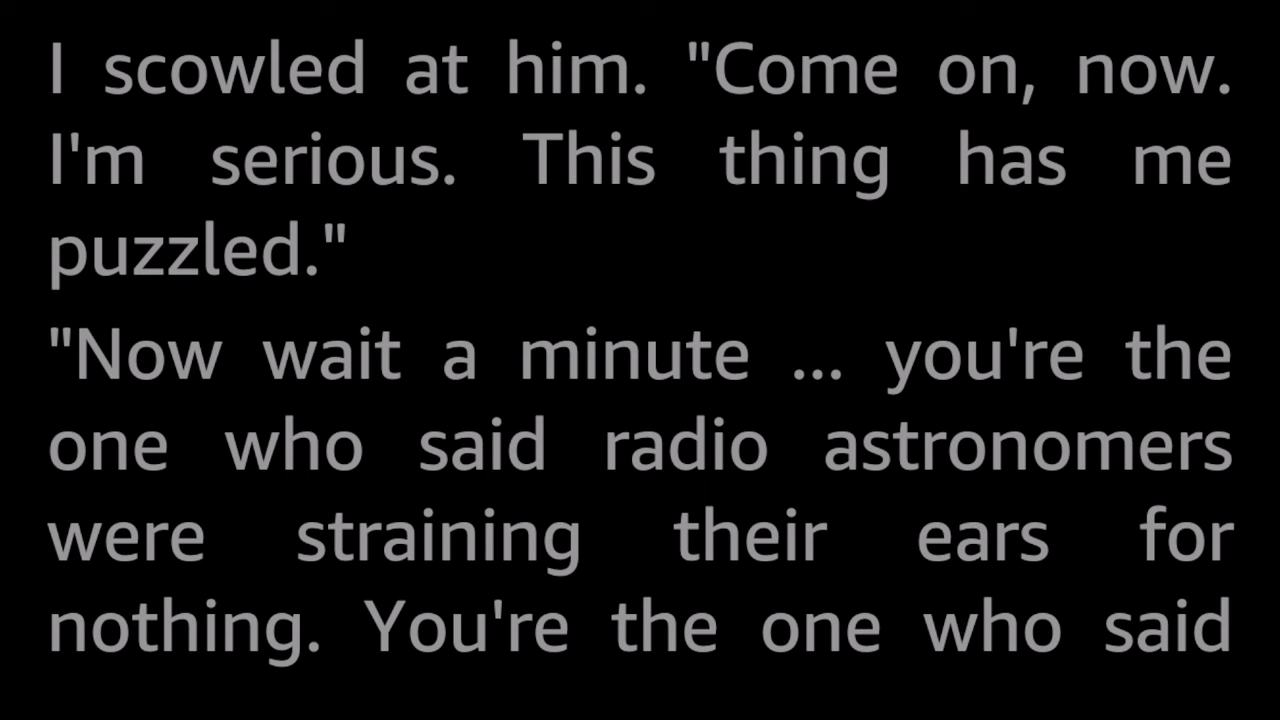 I scowled at him. "Come on, now.
I'm serious. This thing has me
puzzled."
"Now wait a minute ... you're the
one who said radio astronomers
were straining their ears for
nothing. You're the one who said